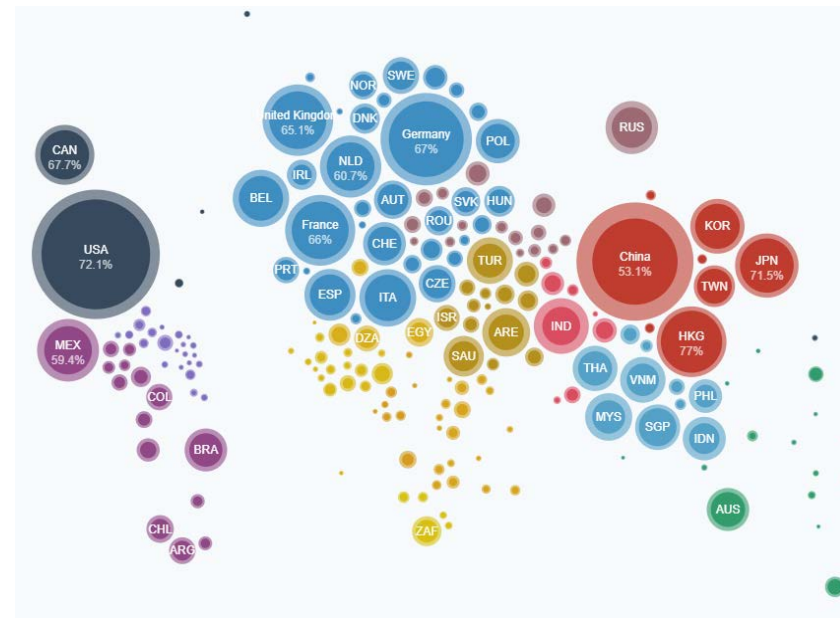 NOR
SWE
United Kingdom
65.1%
DNK
Germany
67%
POL
RUS
CAN
67.7%
NLD
60.7%
IRL
BEL
AUT
SVK
HUN
France
66%
ROU
KOR
USA
72.1%
CHE
TUR
China
53.1%
JPN
71.5%
PRT
CZE
TWN
ESP
ITA
ISR
IND
MEX
59.4%
DZA
EGY
ARE
HKG
77%
SAU
THA
VNM
COL
PHL
MYS
SGP
IDN
BRA
AUS
CHL
ZAF
ARG